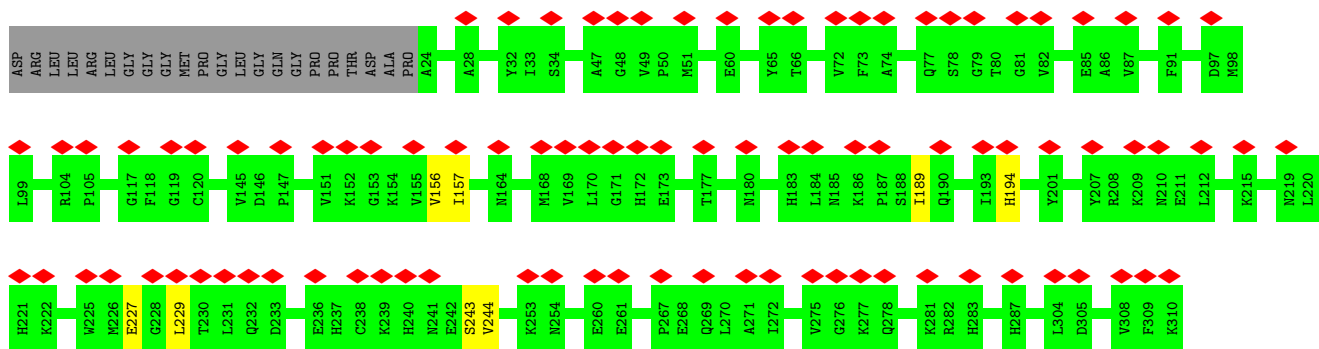 ASP ARG LEU LEU ARG LEU GLY GLY GLY MET PRO GLY LEU GLY GLN GLY PRO PRO THR ASP ALA PRO A24 A28 Y32 I33 S34 A47 G48 V49 P50 M51 E60 Y65 T66 V72 F73 A74 Q77 S78 G79 T80 G81 V82 E85 A86 V87 F91 D97 M98
L99 R104 P105 G117 F118 G119 C120 V145 D146 P147 V151 K152 G153 K154 V155 V156 I157 N164 M168 V169 L170 G171 H172 E173 T177 N180 H183 L184 N185 K186 P187 S188 I189 Q190 I193 H194 Y201 Y207 R208 K209 N210 E211 L212 K215 N219 L220
H221 K222 W225 M226 E227 G228 L229 T230 L231 Q232 D233 E236 H237 C238 K239 H240 N241 E242 S243 V244 K253 N254 E260 E261 P267 E268 Q269 L270 A271 I272 V275 G276 K277 Q278 K281 R282 H283 H287 L304 D305 V308 F309 K310